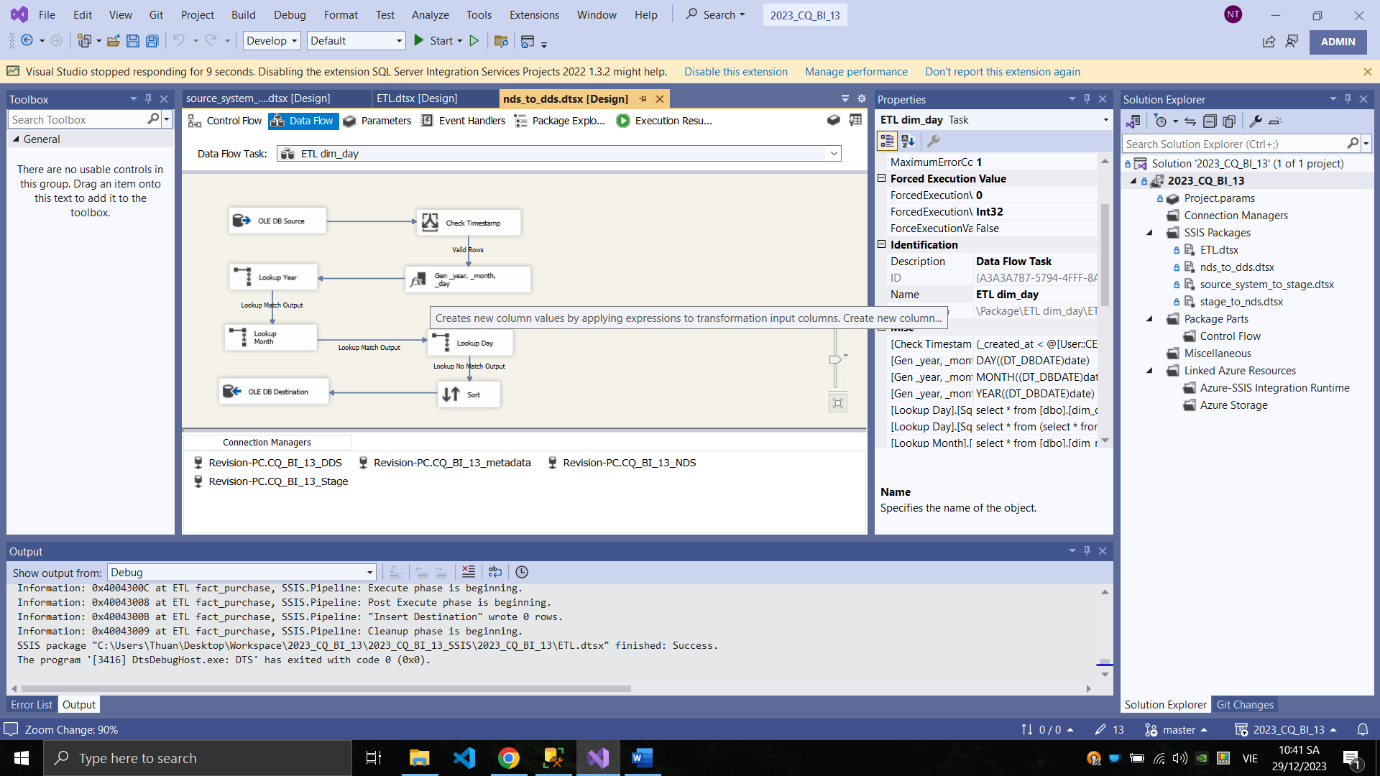 File Edit View Git Project Build Debug Format Test Analyze Tools Extensions Window Help Search 2023_CQ_BI_13 NT
Develop Default Start ADMIN
Visual Studio stopped responding for 9 seconds. Disabling the extension SQL Server Integration Services Projects 2022 1.3.2 might help. Disable this extension Manage performance Don't report this extension again
Toolbox
Search Toolbox
General
There are no usable controls in
this group. Drag an item onto
this text to add it to the
toolbox.
source_system_....dtsx [Design] ETL.dtsx [Design] nds_to_dds.dtsx [Design]
Control Flow Data Flow Parameters Event Handlers Package Explo... Execution Resu...
Data Flow Task: ETL dim_day
OLE DB Source
Check Timestamp
Valid Rows
Lookup Year
Gen _year, _month,
_day
Lookup Match Output
Creates new column values by applying expressions to transformation input columns. Create new column...
Lookup
Month
Lookup Match Output
Lookup Day
Lookup No Match Output
OLE DB Destination
Sort
Connection Managers
Revision-PC.CQ_BI_13_DDS Revision-PC.CQ_BI_13_metadata Revision-PC.CQ_BI_13_NDS
Revision-PC.CQ_BI_13_Stage
Properties
ETL dim_day Task
MaximumErrorCc 1
Forced Execution Value
ForcedExecution\ 0
ForcedExecution\ Int32
ForceExecutionVa False
Identification
Description Data Flow Task
ID {A3A3A7B7-5794-4FFF-8A
Name ETL dim_day
\Package\ETL dim_day\ET
Misc
[Check Timestam (_created_at < @[User::CE
[Gen _year, _mont DAY((DT_DBDATE)date)
[Gen _year, _mont MONTH((DT_DBDATE)dat
[Gen _year, _mont YEAR((DT_DBDATE)date)
[Lookup Day].[Sq select * from [dbo].[dim_c
[Lookup Day].[Sq select * from (select * from
[Lookup Month].[ select * from [dbo].[dim_n
Name
Specifies the name of the object.
Solution Explorer
Search Solution Explorer (Ctrl+;)
Solution '2023_CQ_BI_13' (1 of 1 project)
2023_CQ_BI_13
Project.params
Connection Managers
SSIS Packages
ETL.dtsx
nds_to_dds.dtsx
source_system_to_stage.dtsx
stage_to_nds.dtsx
Package Parts
Control Flow
Miscellaneous
Linked Azure Resources
Azure-SSIS Integration Runtime
Azure Storage
Solution Explorer Git Changes
Output
Show output from: Debug
Information: 0x4004300C at ETL fact_purchase, SSIS.Pipeline: Execute phase is beginning.
Information: 0x40043008 at ETL fact_purchase, SSIS.Pipeline: Post Execute phase is beginning.
Information: 0x4004300B at ETL fact_purchase, SSIS.Pipeline: "Insert Destination" wrote 0 rows.
Information: 0x40043009 at ETL fact_purchase, SSIS.Pipeline: Cleanup phase is beginning.
SSIS package "C:\Users\Thuan\Desktop\Workspace\2023_CQ_BI_13\2023_CQ_BI_13_SSIS\2023_CQ_BI_13\ETL.dtsx" finished: Success.
The program '[3416] DtsDebugHost.exe: DTS' has exited with code 0 (0x0).
Error List Output
Zoom Change: 90% 0 / 0 13 master 2023_CQ_BI_13
Type here to search VIE 10:41 SA
29/12/2023 1